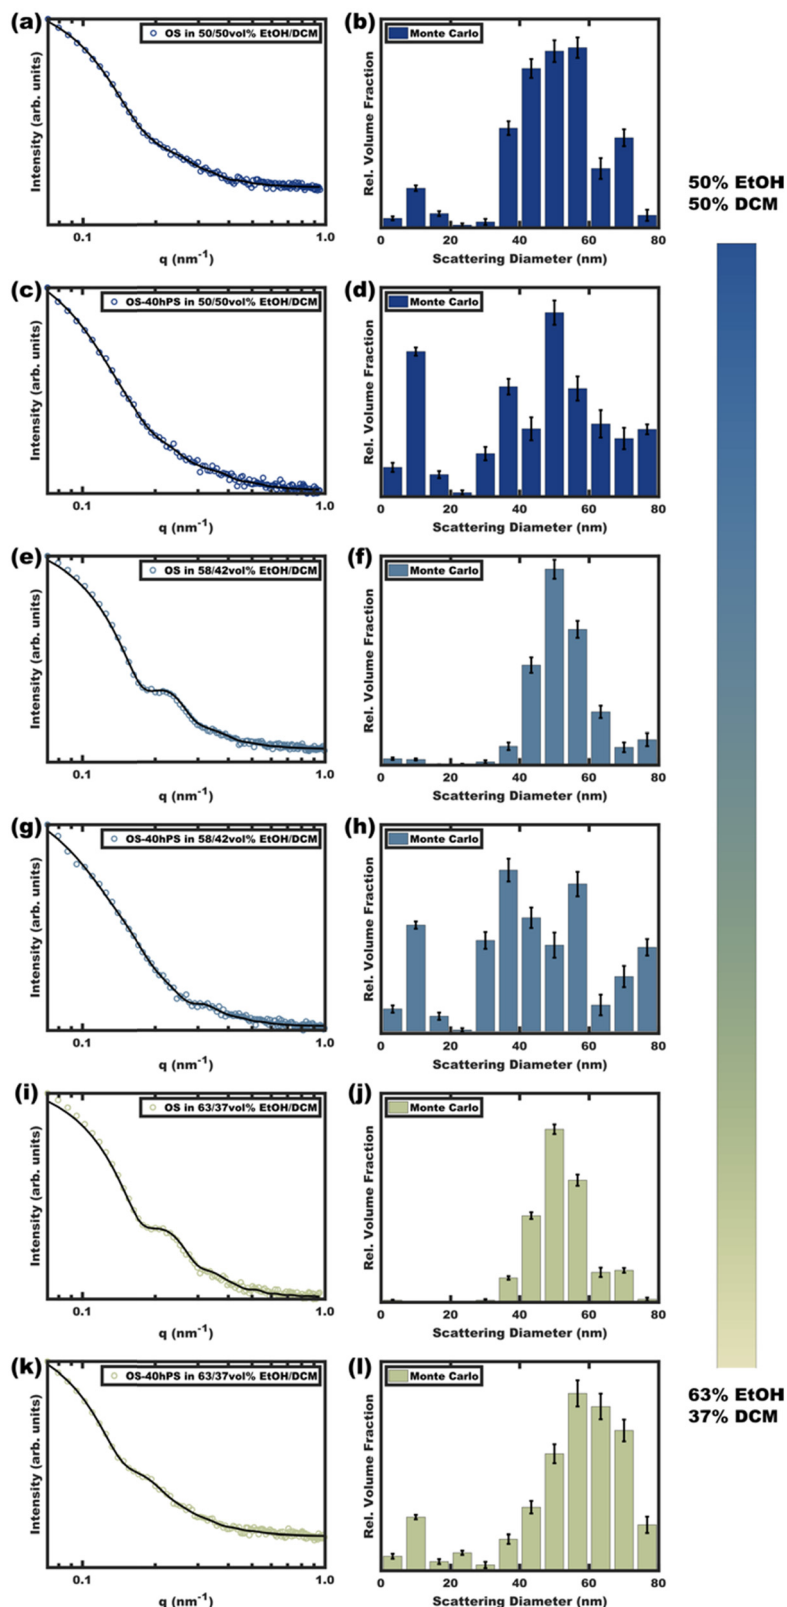 (a)
OS in 50/50vol% EtOH/DCM
Intensity (arb. units)
0.1
1.0
q (nm-1)
(b)
Monte Carlo
Rel. Volume Fraction
0
20
40
60
80
Scattering Diameter (nm)
50% EtOH
50% DCM
(c)
OS-40hPS in 50/50vol% EtOH/DCM
Intensity (arb. units)
0.1
1.0
q (nm-1)
(d)
Monte Carlo
Rel. Volume Fraction
0
20
40
60
80
Scattering Diameter (nm)
(e)
OS in 58/42vol% EtOH/DCM
Intensity (arb. units)
0.1
1.0
q (nm-1)
(f)
Monte Carlo
Rel. Volume Fraction
0
20
40
60
80
Scattering Diameter (nm)
(g)
OS-40hPS in 58/42vol% EtOH/DCM
Intensity (arb. units)
0.1
1.0
q (nm-1)
(h)
Monte Carlo
Rel. Volume Fraction
0
20
40
60
80
Scattering Diameter (nm)
(i)
OS in 63/37vol% EtOH/DCM
Intensity (arb. units)
0.1
1.0
q (nm-1)
(j)
Monte Carlo
Rel. Volume Fraction
0
20
40
60
80
Scattering Diameter (nm)
(k)
OS-40hPS in 63/37vol% EtOH/DCM
Intensity (arb. units)
0.1
1.0
q (nm-1)
(l)
Monte Carlo
Rel. Volume Fraction
0
20
40
60
80
Scattering Diameter (nm)
63% EtOH
37% DCM